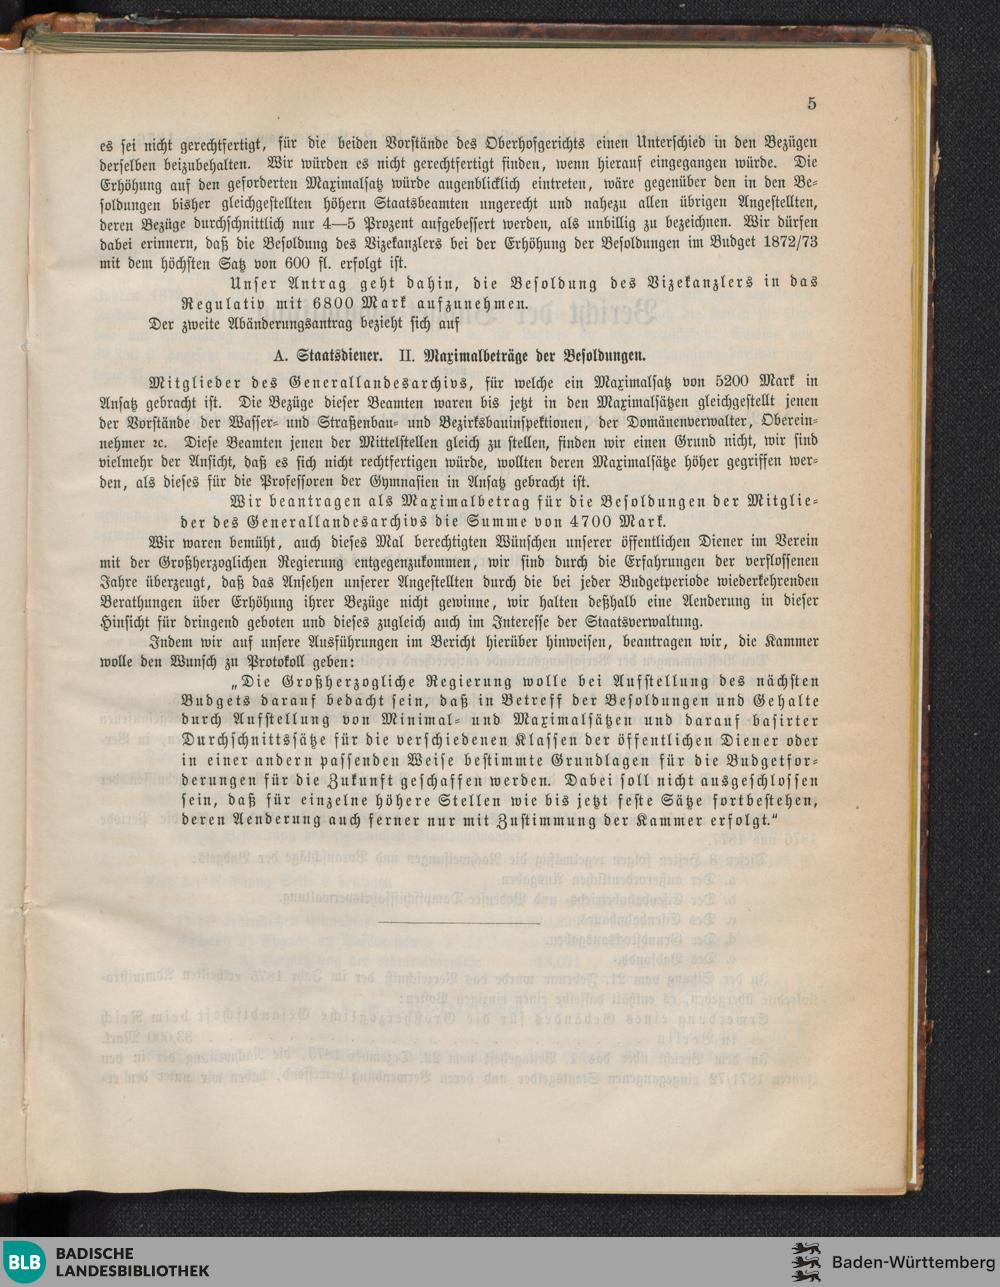 5
es sei nicht gerechtfertigt, für die beiden Vorstände des Oberhofgerichts einen Unterschied in den Bezügen
derselben beizubehalten. Wir würden es nicht gerechtfertigt finden, wenn hierauf eingegangen würde. Die
Erhöhung auf den geforderten Maximalsatz würde augenblicklich eintreten, wäre gegenüber den in den Be-
soldungen bisher gleichgestellten höhern Staatsbeamten ungerecht und nahezu allen übrigen Angestellten,
deren Bezüge durchschnittlich nur 4—5 Prozent aufgebessert werden, als unbillig zu bezeichnen. Wir dürfen
dabei erinnern, daß die Besoldung des Vizekanzlers bei der Erhöhung der Besoldungen im Budget 1872/73
mit dem höchsten Satz von 600 fl. erfolgt ist.
Unser Antrag geht dahin, die Besoldung des Vizekanzlers in das
Regulativ mit 6800 Mark aufzunehmen.
Der zweite Abänderungsantrag bezieht sich auf
A. Staatsdiener. II. Maximalbeträge der Besoldungen.
Mitglieder des Generallandesarchivs, für welche ein Maximalsatz von 5200 Mark in
Ansatz gebracht ist. Die Bezüge dieser Beamten waren bis jetzt in den Maximalsätzen gleichgestellt jenen
der Vorstände der Wasser- und Straßenbau- und Bezirksbauinspektionen, der Domänenverwalter, Oberein-
nehmer ꝛc. Diese Beamten jenen der Mittelstellen gleich zu stellen, finden wir einen Grund nicht, wir sind
vielmehr der Ansicht, daß es sich nicht rechtfertigen würde, wollten deren Maximalsätze höher gegriffen wer-
den, als dieses für die Professoren der Gymnasien in Ansatz gebracht ist.
Wir beantragen als Maximalbetrag für die Besoldungen der Mitglie-
der des Generallandesarchivs die Summe von 4700 Mark.
Wir waren bemüht, auch dieses Mal berechtigten Wünschen unserer öffentlichen Diener im Verein
mit der Großherzoglichen Regierung entgegenzukommen, wir sind durch die Erfahrungen der verflossenen
Jahre überzeugt, daß das Ansehen unserer Angestellten durch die bei jeder Budgetperiode wiederkehrenden
Berathungen über Erhöhung ihrer Bezüge nicht gewinne, wir halten deßhalb eine Aenderung in dieser
Hinsicht für dringend geboten und dieses zugleich auch im Interesse der Staatsverwaltung.
Indem wir auf unsere Ausführungen im Bericht hierüber hinweisen, beantragen wir, die Kammer
wolle den Wunsch zu Protokoll geben:
„Die Großherzogliche Regierung wolle bei Aufstellung des nächsten
Budgets darauf bedacht sein, daß in Betreff der Besoldungen und Gehalte
durch Aufstellung von Minimal- und Maximalsätzen und darauf basirter
Durchschnittssätze für die verschiedenen Klassen der öffentlichen Diener oder
in einer andern passenden Weise bestimmte Grundlagen für die Budgetfor-
derungen für die Zukunft geschaffen werden. Dabei soll nicht ausgeschlossen
sein, daß für einzelne höhere Stellen wie bis jetzt feste Sätze fortbestehen,
deren Aenderung auch ferner nur mit Zustimmung der Kammer erfolgt.“
BLB BADISCHE
LANDESBIBLIOTHEK
Baden-Württemberg